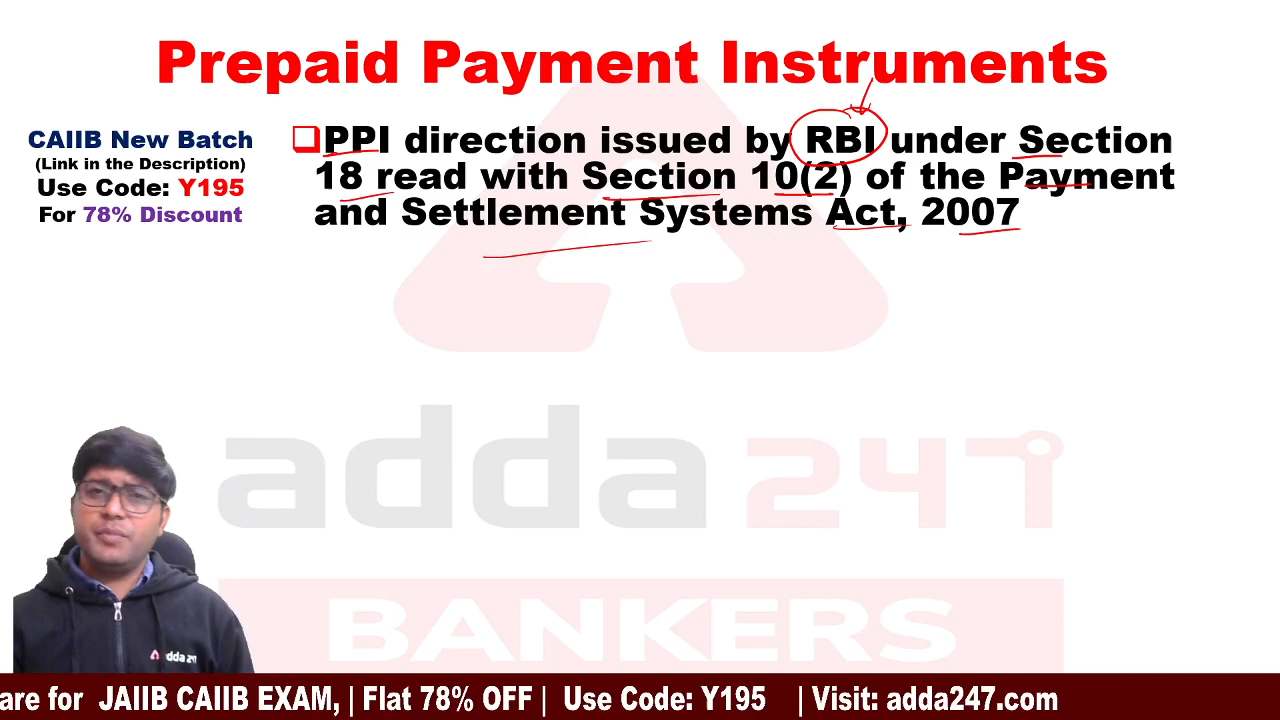 Prepaid Payment Instruments
CAIIB New Batch
(Link in the Description)
Use Code: Y195
For 78% Discount
PPI direction issued by RBI under Section
18 read with Section 10(2) of the Payment
and Settlement Systems Act, 2007
adda 247
BANKERS
adda 247
are for JAIIB CAIIB EXAM, | Flat 78% OFF | Use Code: Y195 | Visit: adda247.com